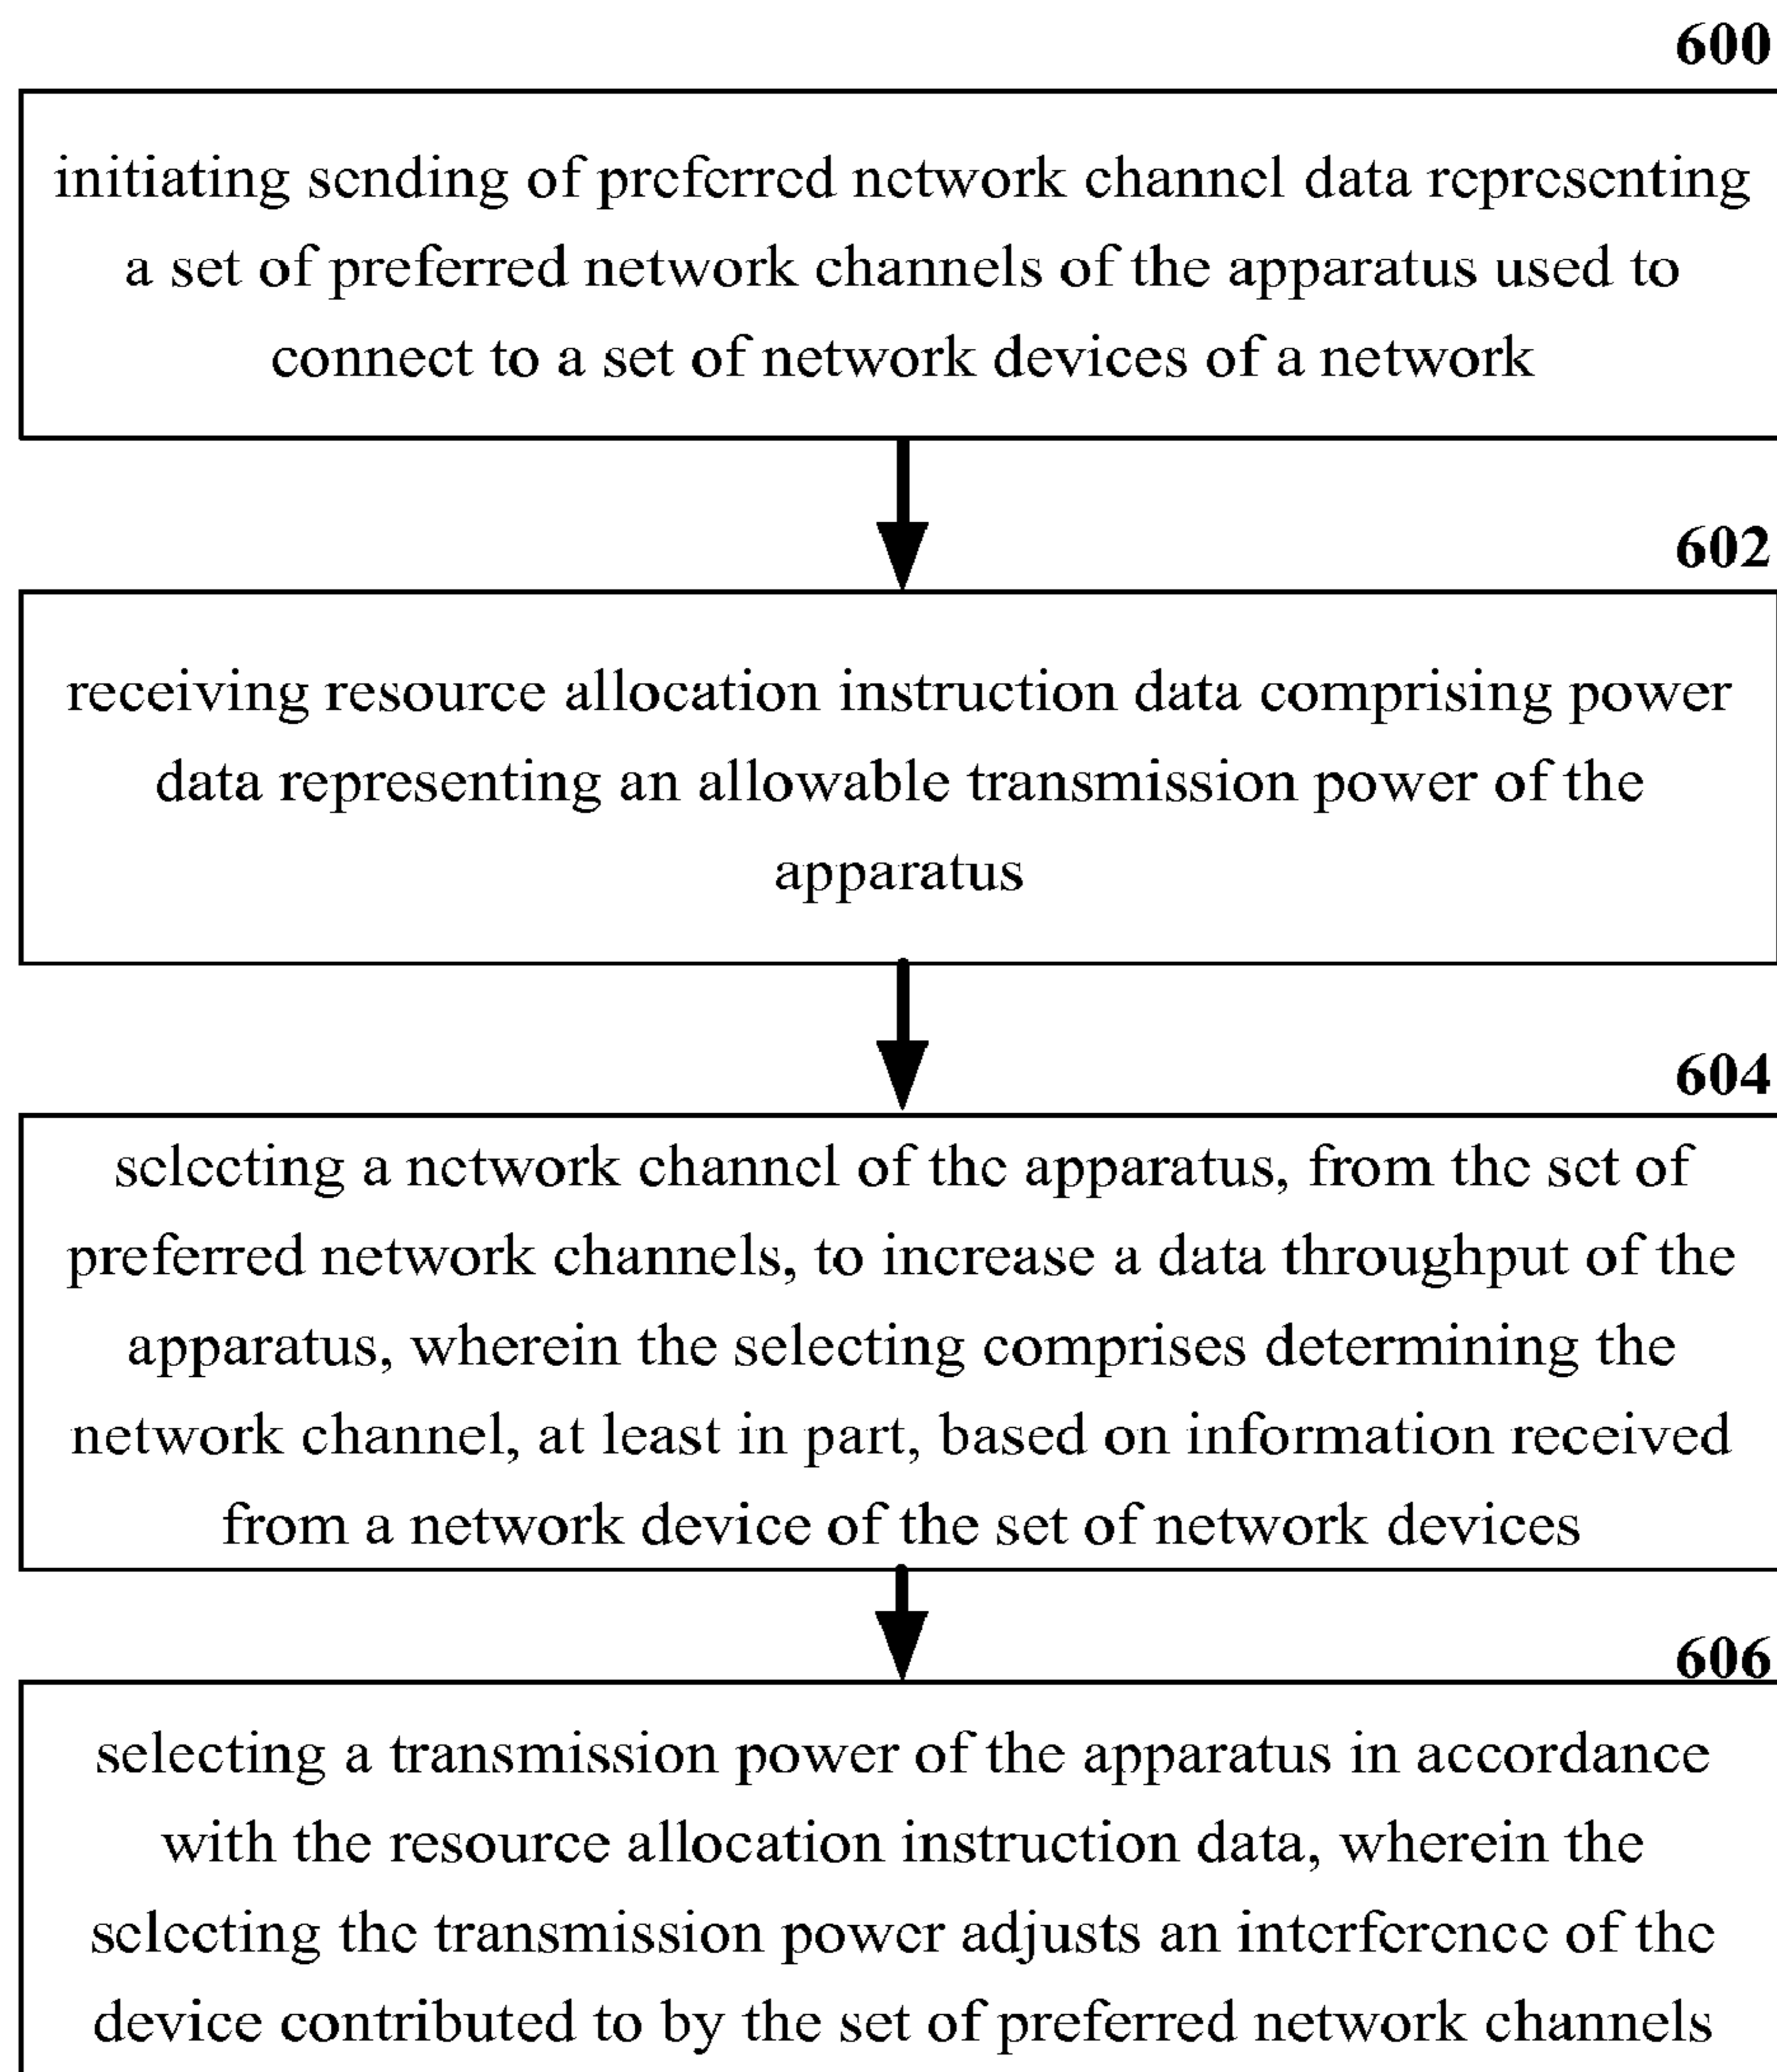 600
initiating sending of preferred network channel data representing
a set of preferred network channels of the apparatus used to
connect to a set of network devices of a network
602
receiving resource allocation instruction data comprising power
data representing an allowable transmission power of the
apparatus
604
selecting a network channel of the apparatus, from the set of
preferred network channels, to increase a data throughput of the
apparatus, wherein the selecting comprises determining the
network channel, at least in part, based on information received
from a network device of the set of network devices
606
selecting a transmission power of the apparatus in accordance
with the resource allocation instruction data, wherein the
selecting the transmission power adjusts an interference of the
device contributed to by the set of preferred network channels